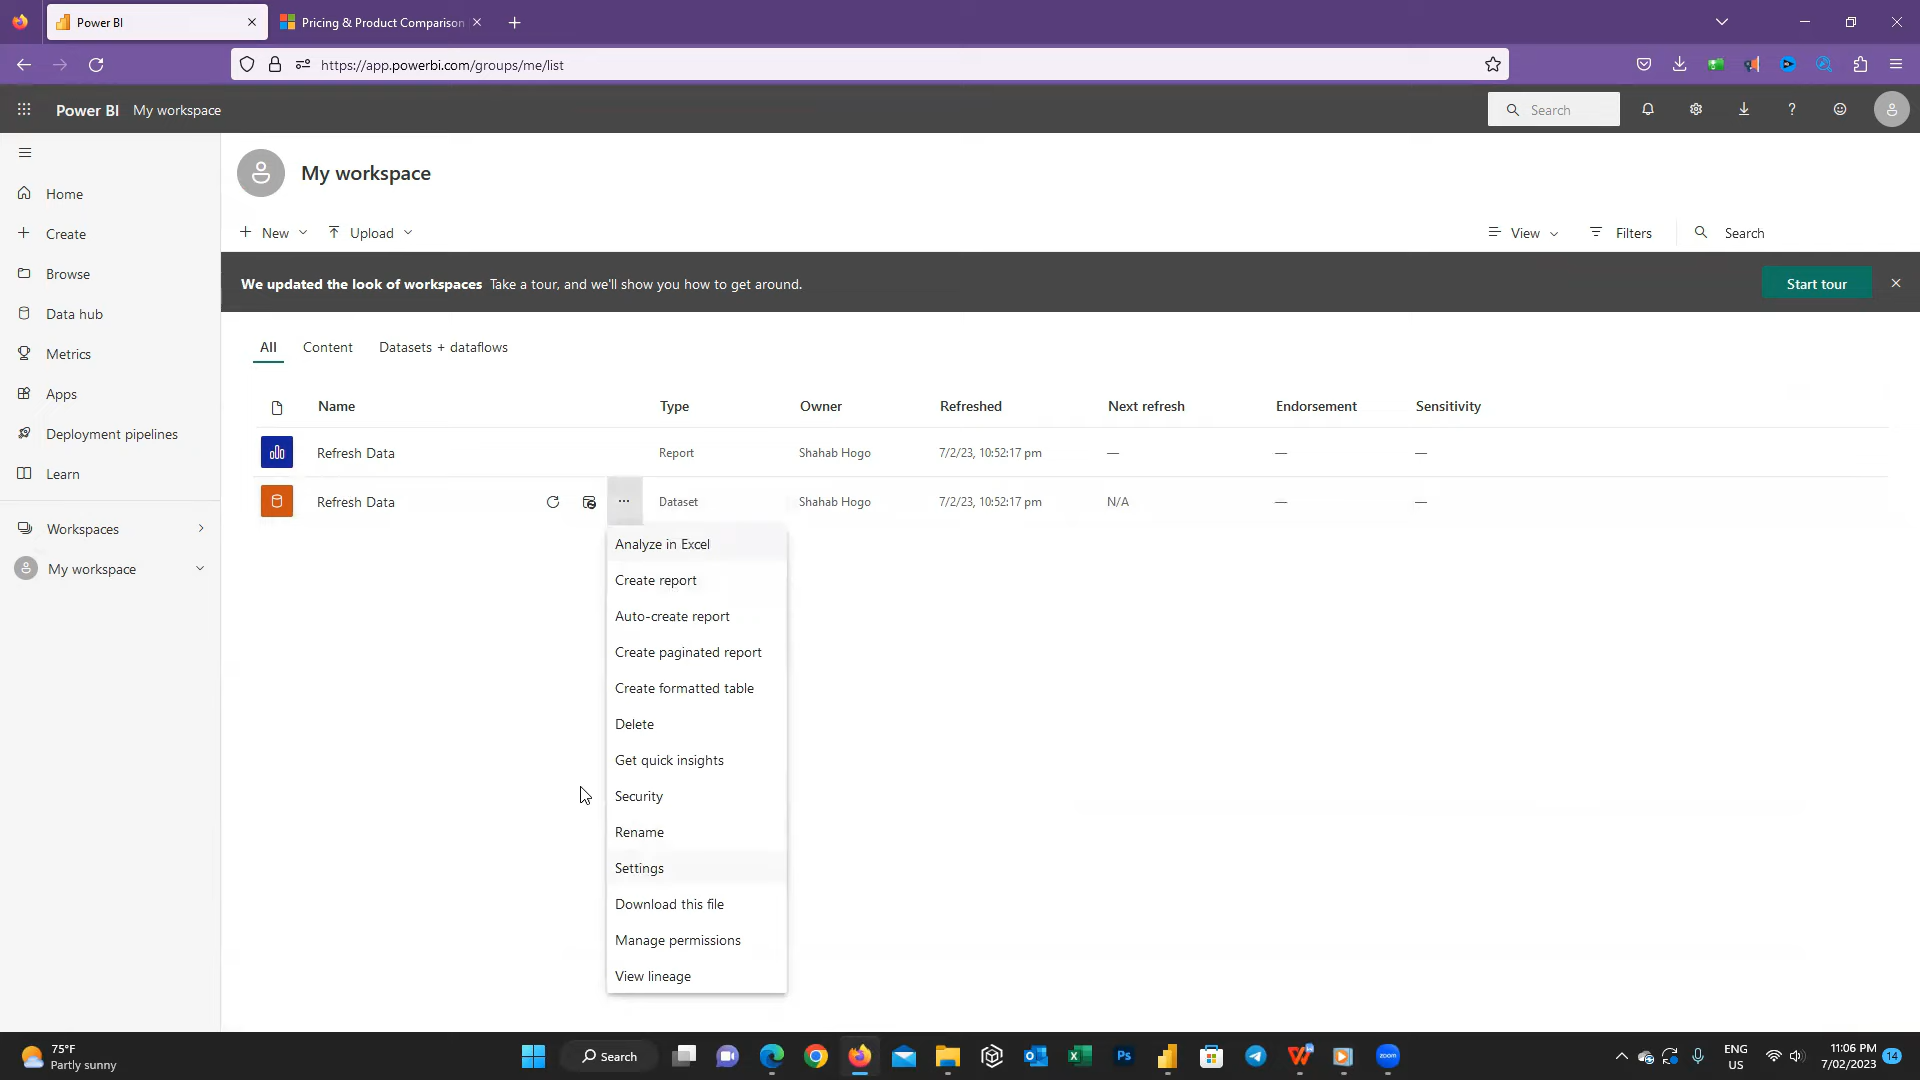 Power BI
Pricing & Product Comparison
https://app.powerbi.com/groups/me/list
Power BI My workspace
Search
My workspace
Home
Create
Browse
Data hub
Metrics
Apps
Deployment pipelines
Learn
Workspaces
My workspace
New
Upload
View
Filters
Search
We updated the look of workspaces Take a tour, and we'll show you how to get around.
Start tour
All
Content
Datasets + dataflows
Name Type Owner Refreshed Next refresh Endorsement Sensitivity
Refresh Data Report Shahab Hogo 7/2/23, 10:52:17 pm — — —
Refresh Data Dataset Shahab Hogo 7/2/23, 10:52:17 pm N/A — —
Analyze in Excel
Create report
Auto-create report
Create paginated report
Create formatted table
Delete
Get quick insights
Security
Rename
Settings
Download this file
Manage permissions
View lineage
75°F
Partly sunny
Search
Ps
zoom
ENG
US
11:06 PM
7/02/2023
14